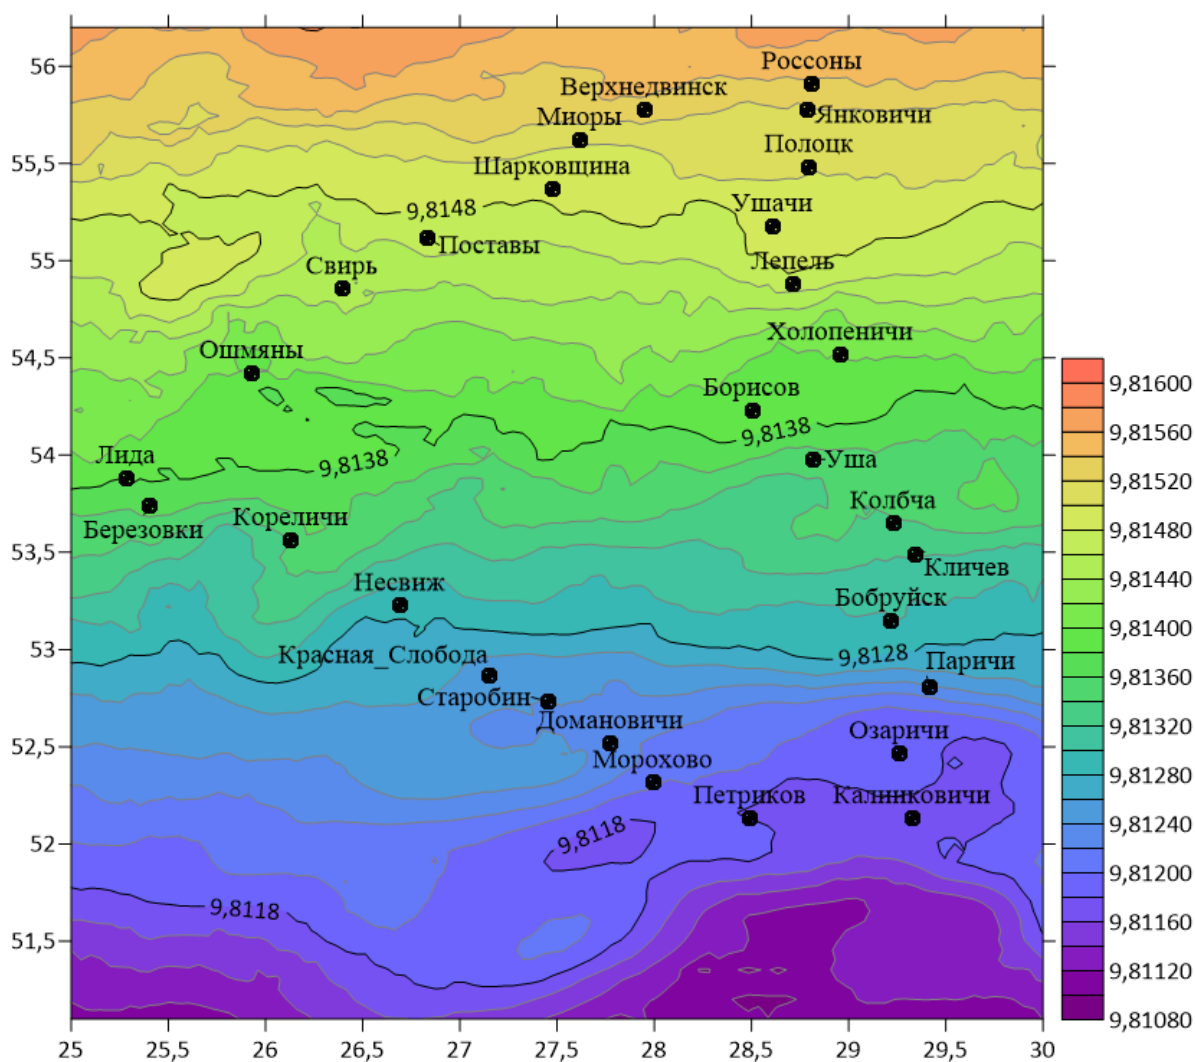 56
Россоны
Верхнедвинск
Миоры
Янковичи
Полоцк
55,5
Шарковщина
Ушачи
9,8148
Поставы
55
Лепель
Свирь
Холопеничи
Ошмяны
54,5
Борисов
9,81600
9,8138
9,81560
Лида
9,8138
Уша
54
9,81520
Колбча
Березовки
Кореличи
9,81480
53,5
Кличев
Несвиж
9,81440
Бобруйск
9,81400
53
Красная_Слобода
9,8128
Паричи
9,81360
Старобин
Домановичи
9,81320
Озаричи
52,5
Морохово
9,81280
Петриков
Калинковичи
9,8118
9,81240
52
9,81200
9,8118
9,81160
51,5
9,81120
9,81080
25 25,5 26 26,5 27 27,5 28 28,5 29 29,5 30